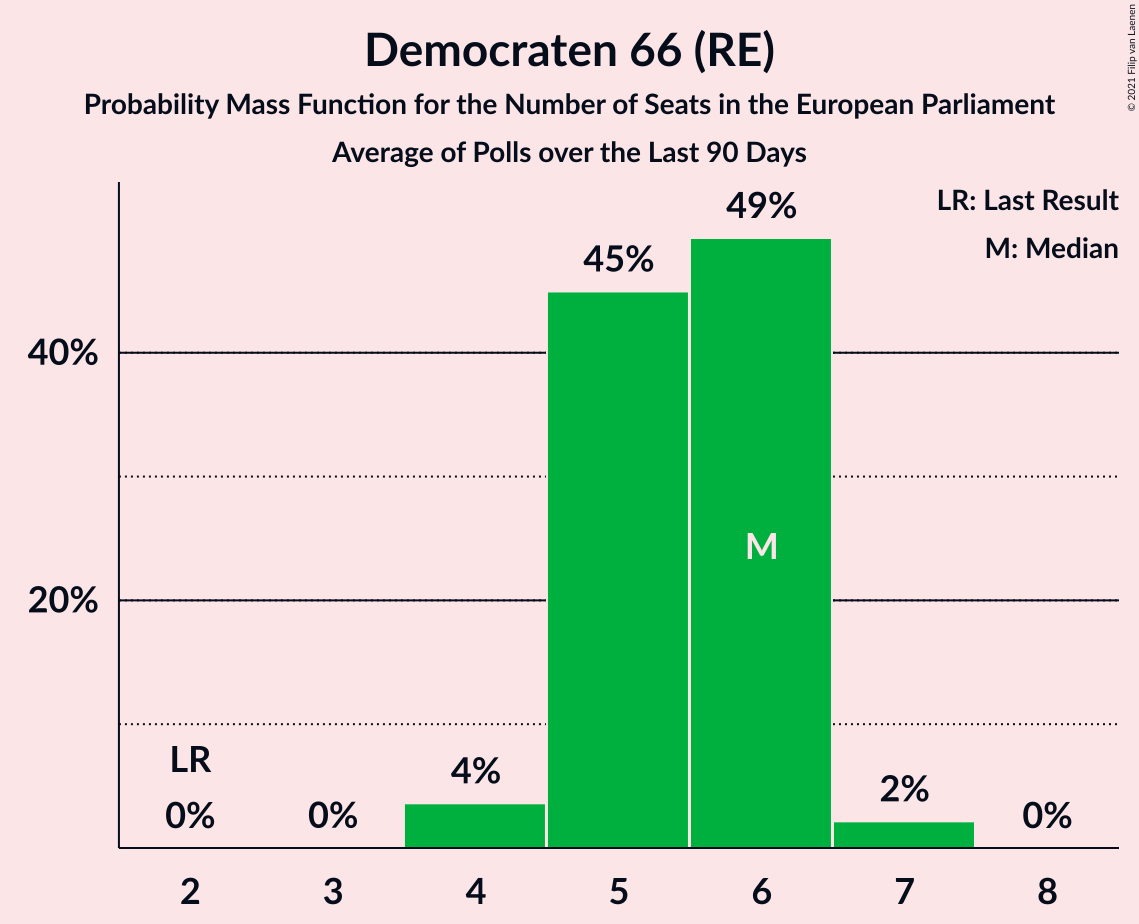 Democraten 66 (RE)
Probability Mass Function for the Number of Seats in the European Parliament
Average of Polls over the Last 90 Days
© 2021 Filip van Laenen
LR: Last Result
M: Median
49%
45%
40%
M
20%
LR
0%
0%
4%
2%
0%
2
3
4
5
6
7
8